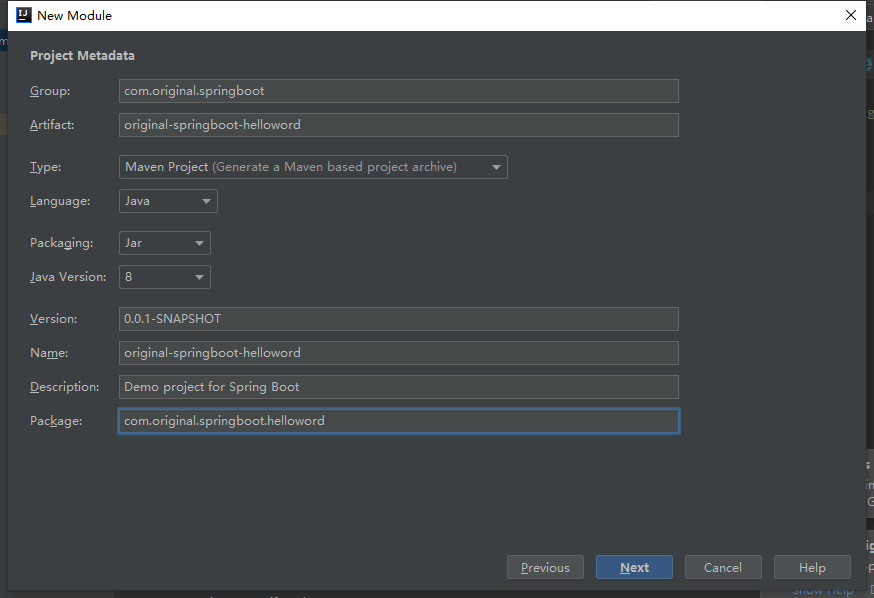 New Module
Project Metadata
Group: com.original.springboot
Artifact: original-springboot-helloword
Type: Maven Project (Generate a Maven based project archive)
Language: Java
Packaging: Jar
Java Version: 8
Version: 0.0.1-SNAPSHOT
Name: original-springboot-helloword
Description: Demo project for Spring Boot
Package: com.original.springboot.helloword
Previous Next Cancel Help